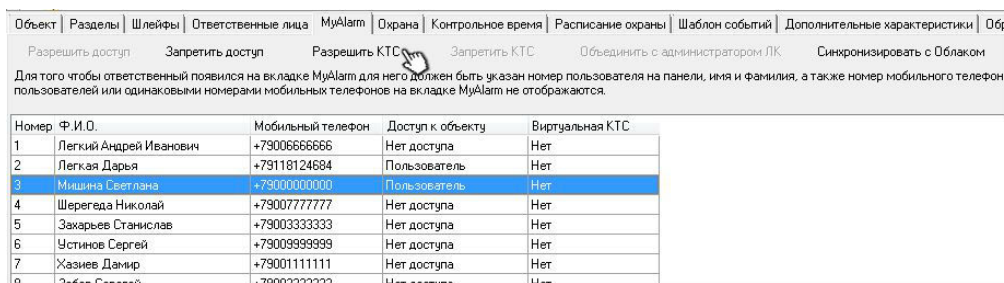 Объект Разделы Шлейфы Ответственные лица MyAlarm Охрана Контрольное время Расписание охраны Шаблон событий Дополнительные характеристики
Разрешить доступ Запретить доступ Разрешить КТС Запретить КТС Объединить с администратором ЛК Синхронизировать с Облаком
Для того чтобы ответственный появился на вкладке MyAlarm для него должен быть указан номер пользователя на панели, имя и фамилия, а также номер мобильного телефон
пользователей или одинаковыми номерами мобильных телефонов на вкладке MyAlarm не отображаются.
Номер Ф.И.О. Мобильный телефон Доступ к объекту Виртуальная КТС
1 Легкий Андрей Иванович +79006666666 Нет доступа Нет
2 Легкая Дарья +79118124684 Пользователь Нет
3 Мишина Светлана +79000000000 Пользователь Нет
4 Шерегеда Николай +79007777777 Нет доступа Нет
5 Захарьев Станислав +79003333333 Нет доступа Нет
6 Устинов Сергей +79009999999 Нет доступа Нет
7 Хазиев Дамир +79001111111 Нет доступа Нет